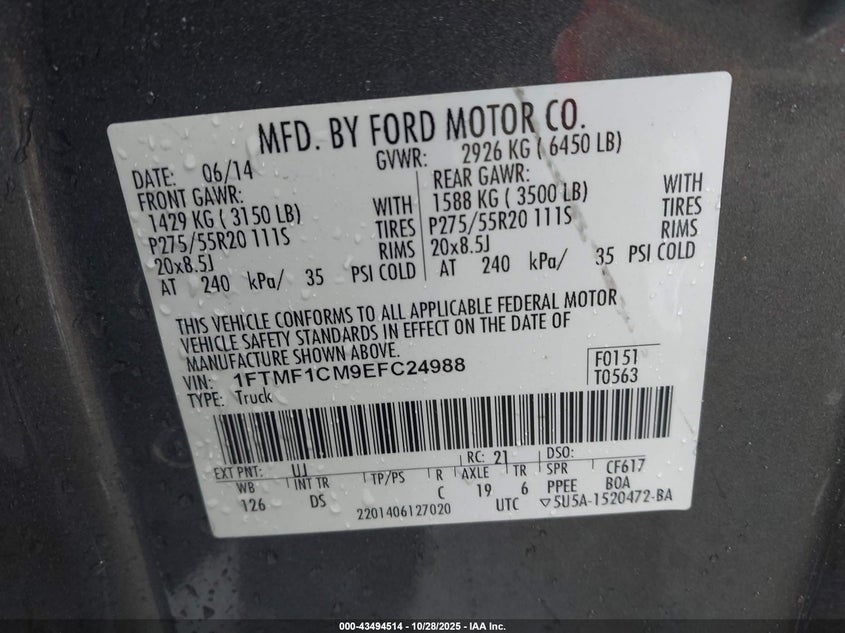 MFD. BY FORD MOTOR CO.
DATE: 06/14 GVWR: 2926 KG ( 6450 LB)
FRONT GAWR: REAR GAWR:
1429 KG ( 3150 LB) WITH 1588 KG ( 3500 LB) WITH
P275/55R20 111S TIRES P275/55R20 111S TIRES
20x8.5J RIMS 20x8.5J RIMS
AT 240 kPa/ 35 PSI COLD AT 240 kPa/ 35 PSI COLD
THIS VEHICLE CONFORMS TO ALL APPLICABLE FEDERAL MOTOR
VEHICLE SAFETY STANDARDS IN EFFECT ON THE DATE OF
MANUFACTURE SHOWN ABOVE.
VIN: 1FTMF1CM9EFC24988 F0151
TYPE: Truck T0563
EXT PNT: UJ RC: 21 DSO:
WB INT TR TP/PS R AXLE TR SPR CF617
126 DS C 19 6 PPEE BOA
2201406127020 UTC ▽5U5A-1520472-BA
000-43494514 • 10/28/2025 - IAA Inc.